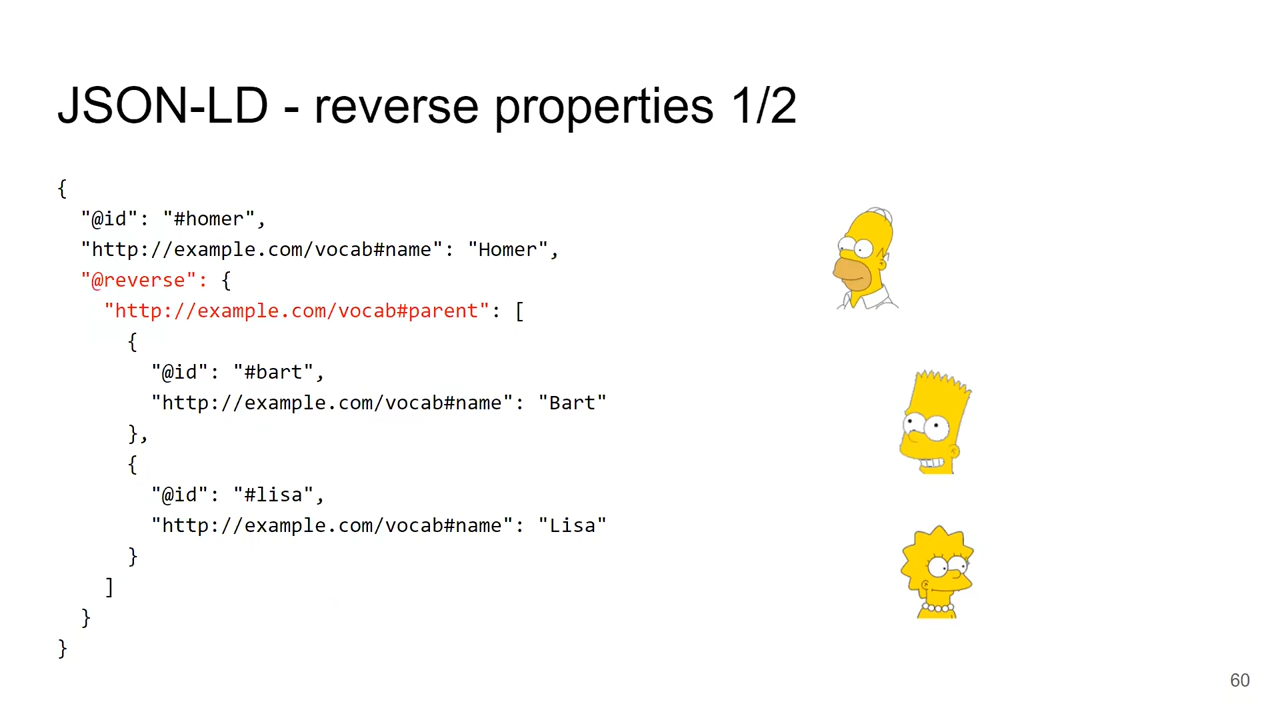 JSON-LD - reverse properties 1/2
{
  "@id": "#homer",
  "http://example.com/vocab#name": "Homer",
  "@reverse": {
    "http://example.com/vocab#parent": [
      {
        "@id": "#bart",
        "http://example.com/vocab#name": "Bart"
      },
      {
        "@id": "#lisa",
        "http://example.com/vocab#name": "Lisa"
      }
    ]
  }
}
60